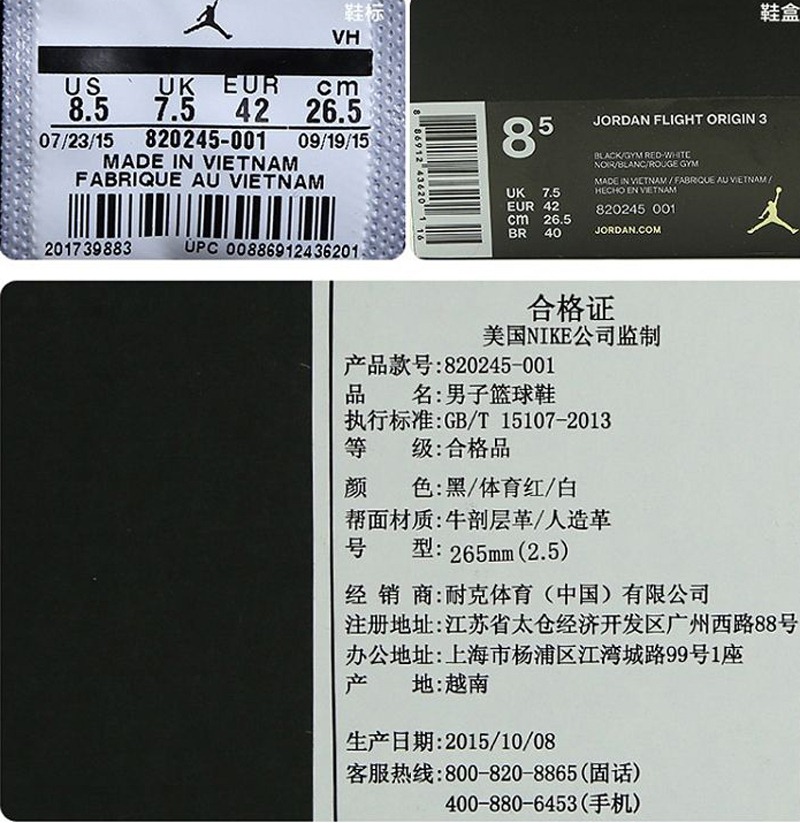 鞋标
VH
US UK EUR cm
8.5 7.5 42 26.5
07/23/15 820245-001 09/19/15
MADE IN VIETNAM
FABRIQUE AU VIETNAM
201739883 UPC 00886912436201
鞋盒
8 86912 43620 1 16
8⁵
JORDAN FLIGHT ORIGIN 3
BLACK/GYM RED-WHITE
NOIR/BLANC/ROUGE GYM
MADE IN VIETNAM / FABRIQUE AU VIETNAM /
HECHO EN VIETNAM
820245 001
JORDAN.COM
UK 7.5
EUR 42
cm 26.5
BR 40
合格证
美国NIKE公司监制
产品款号:820245-001
品 名:男子篮球鞋
执行标准:GB/T 15107-2013
等 级:合格品
颜 色:黑/体育红/白
帮面材质:牛剖层革/人造革
号 型:265mm(2.5)
经 销 商:耐克体育（中国）有限公司
注册地址:江苏省太仓经济开发区广州西路88号
办公地址:上海市杨浦区江湾城路99号1座
产 地:越南
生产日期:2015/10/08
客服热线:800-820-8865(固话)
400-880-6453(手机)